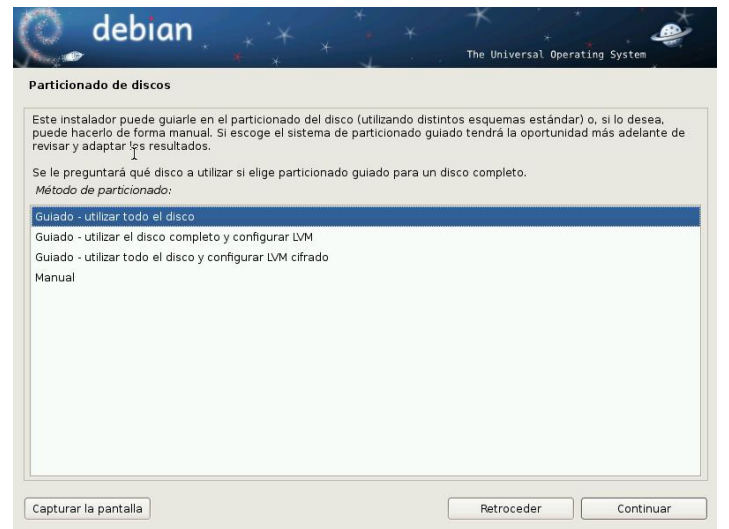 debian
The Universal Operating System
Particionado de discos
Este instalador puede guiarle en el particionado del disco (utilizando distintos esquemas estándar) o, si lo desea,
puede hacerlo de forma manual. Si escoge el sistema de particionado guiado tendrá la oportunidad más adelante de
revisar y adaptar los resultados.
Se le preguntará qué disco a utilizar si elige particionado guiado para un disco completo.
Método de particionado:
Guiado - utilizar todo el disco
Guiado - utilizar el disco completo y configurar LVM
Guiado - utilizar todo el disco y configurar LVM cifrado
Manual
Capturar la pantalla
Retroceder
Continuar